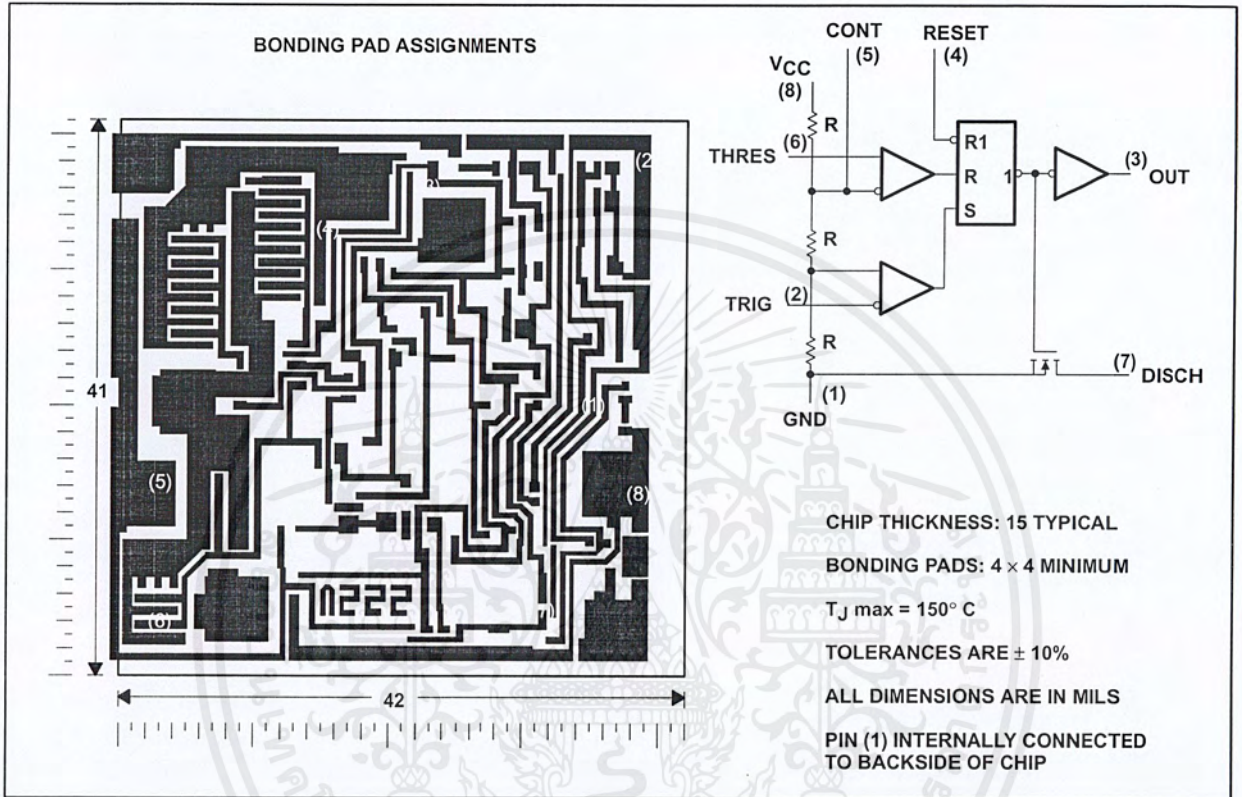 BONDING PAD ASSIGNMENTS
(2
(3)
(4)
(1)
(5)
(8)
(6)
7)
41
42
CONT
(5)
RESET
(4)
VCC
(8)
R
(6)
THRES
R1
R
S
1
(3)
OUT
R
TRIG
(2)
R
(1)
GND
(7)
DISCH
CHIP THICKNESS: 15 TYPICAL
BONDING PADS: 4 × 4 MINIMUM
TJ max = 150° C
TOLERANCES ARE ± 10%
ALL DIMENSIONS ARE IN MILS
PIN (1) INTERNALLY CONNECTED
TO BACKSIDE OF CHIP